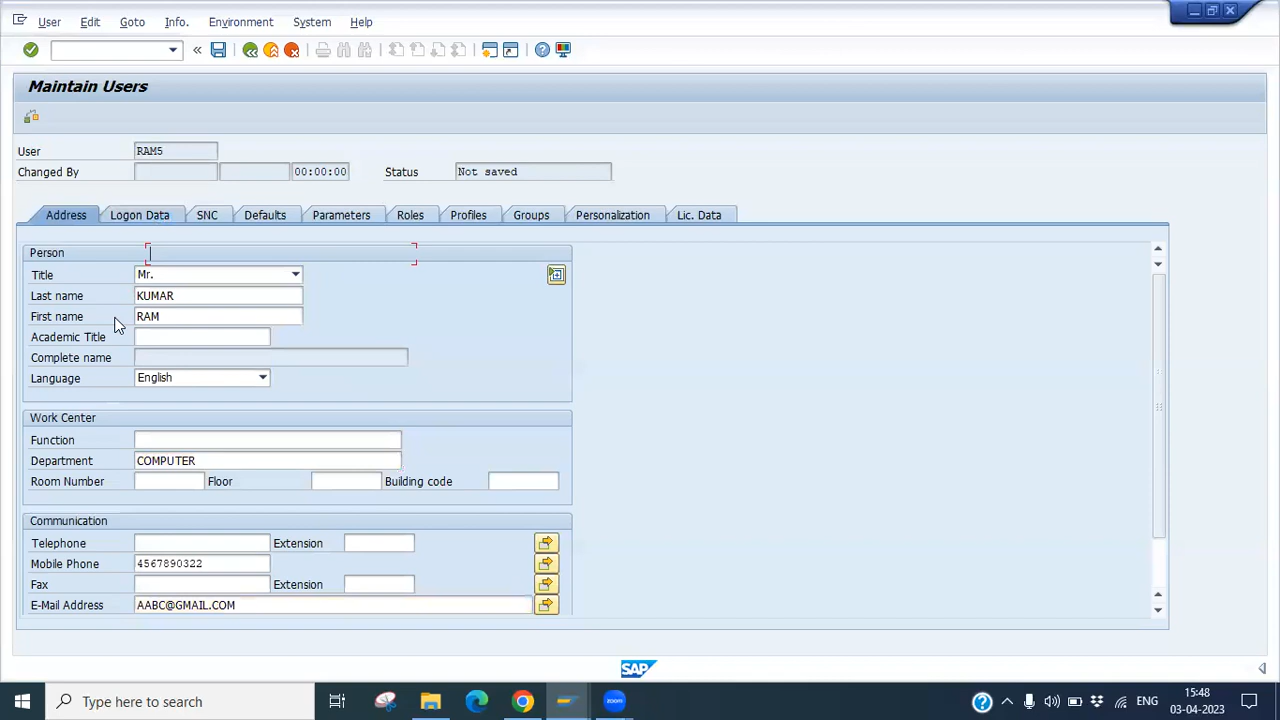 User Edit Goto Info. Environment System Help
Maintain Users
User RAM5
Changed By 00:00:00 Status Not saved
Address Logon Data SNC Defaults Parameters Roles Profiles Groups Personalization Lic. Data
Person
Title Mr.
Last name KUMAR
First name RAM
Academic Title
Complete name
Language English
Work Center
Function
Department COMPUTER
Room Number Floor Building code
Communication
Telephone Extension
Mobile Phone 4567890322
Fax Extension
E-Mail Address AABC@GMAIL.COM
SAP
Type here to search zoom ENG 15:48
03-04-2023